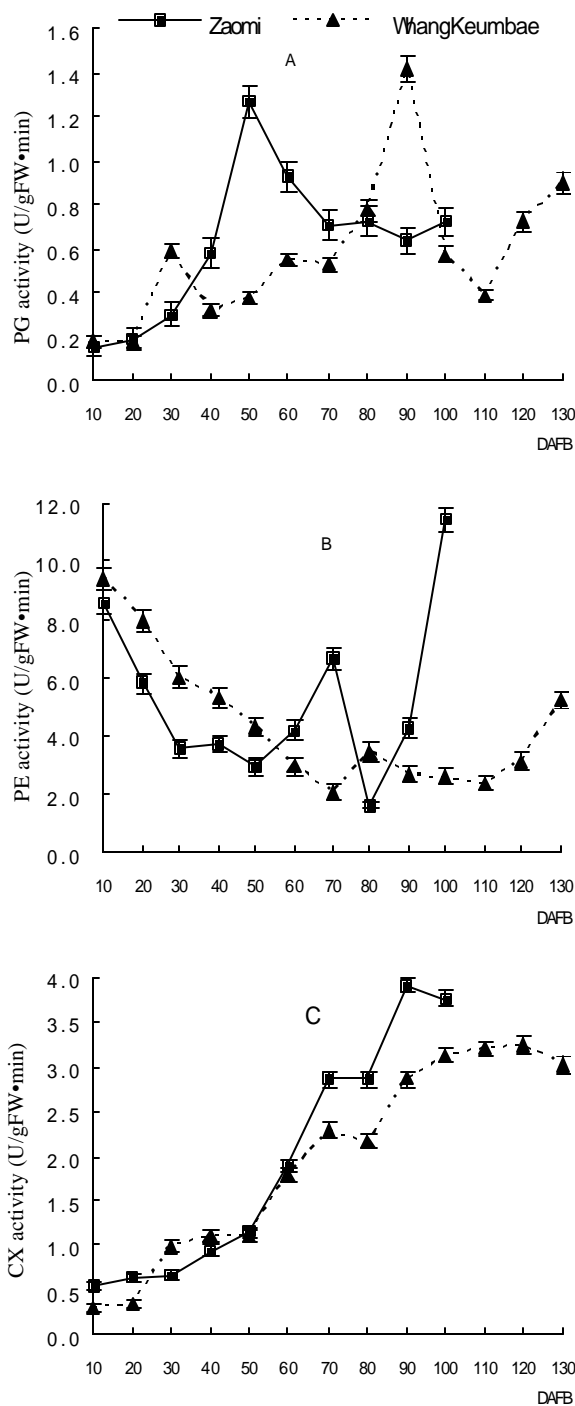 1.6 Zaomi WhangKeumbae
A
1.4
1.2
1.0
0.8
0.6
0.4
0.2
0.0
PG activity (U/gFW•min)
10 20 30 40 50 60 70 80 90 100 110 120 130
DAFB
12.0
B
10.0
8.0
6.0
4.0
2.0
0.0
PE activity (U/gFW•min)
10 20 30 40 50 60 70 80 90 100 110 120 130
DAFB
4.0
C
3.5
3.0
2.5
2.0
1.5
1.0
0.5
0.0
CX activity (U/gFW•min)
10 20 30 40 50 60 70 80 90 100 110 120 130
DAFB